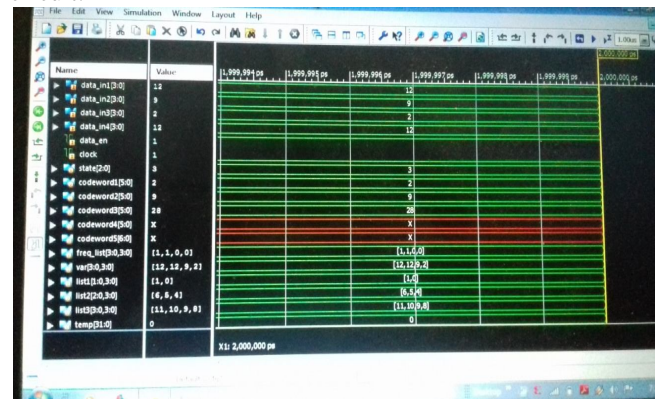 File Edit View Simulation Window Layout Help
1.00us
2,000,000 ps
Name Value 1,999,994 ps 1,999,995 ps 1,999,996 ps 1,999,997 ps 1,999,998 ps 1,999,999 ps 2,000,000 ps
data_in1[3:0] 12 12
data_in2[3:0] 9 9
data_in3[3:0] 2 2
data_in4[3:0] 12 12
data_en 1
clock 1
state[2:0] 3 3
codeword1[5:0] 2 2
codeword2[5:0] 9 9
codeword3[5:0] 28 28
codeword4[5:0] X X
codeword5[6:0] X X
freq_list[3:0,3:0] [1,1,0,0] [1,1,0,0]
var[3:0,3:0] [12,12,9,2] [12,12,9,2]
list1[1:0,3:0] [1,0] [1,0]
list2[2:0,3:0] [6,5,4] [6,5,4]
list3[3:0,3:0] [11,10,9,8] [11,10,9,8]
temp[31:0] 0 0
X1: 2,000,000 ps